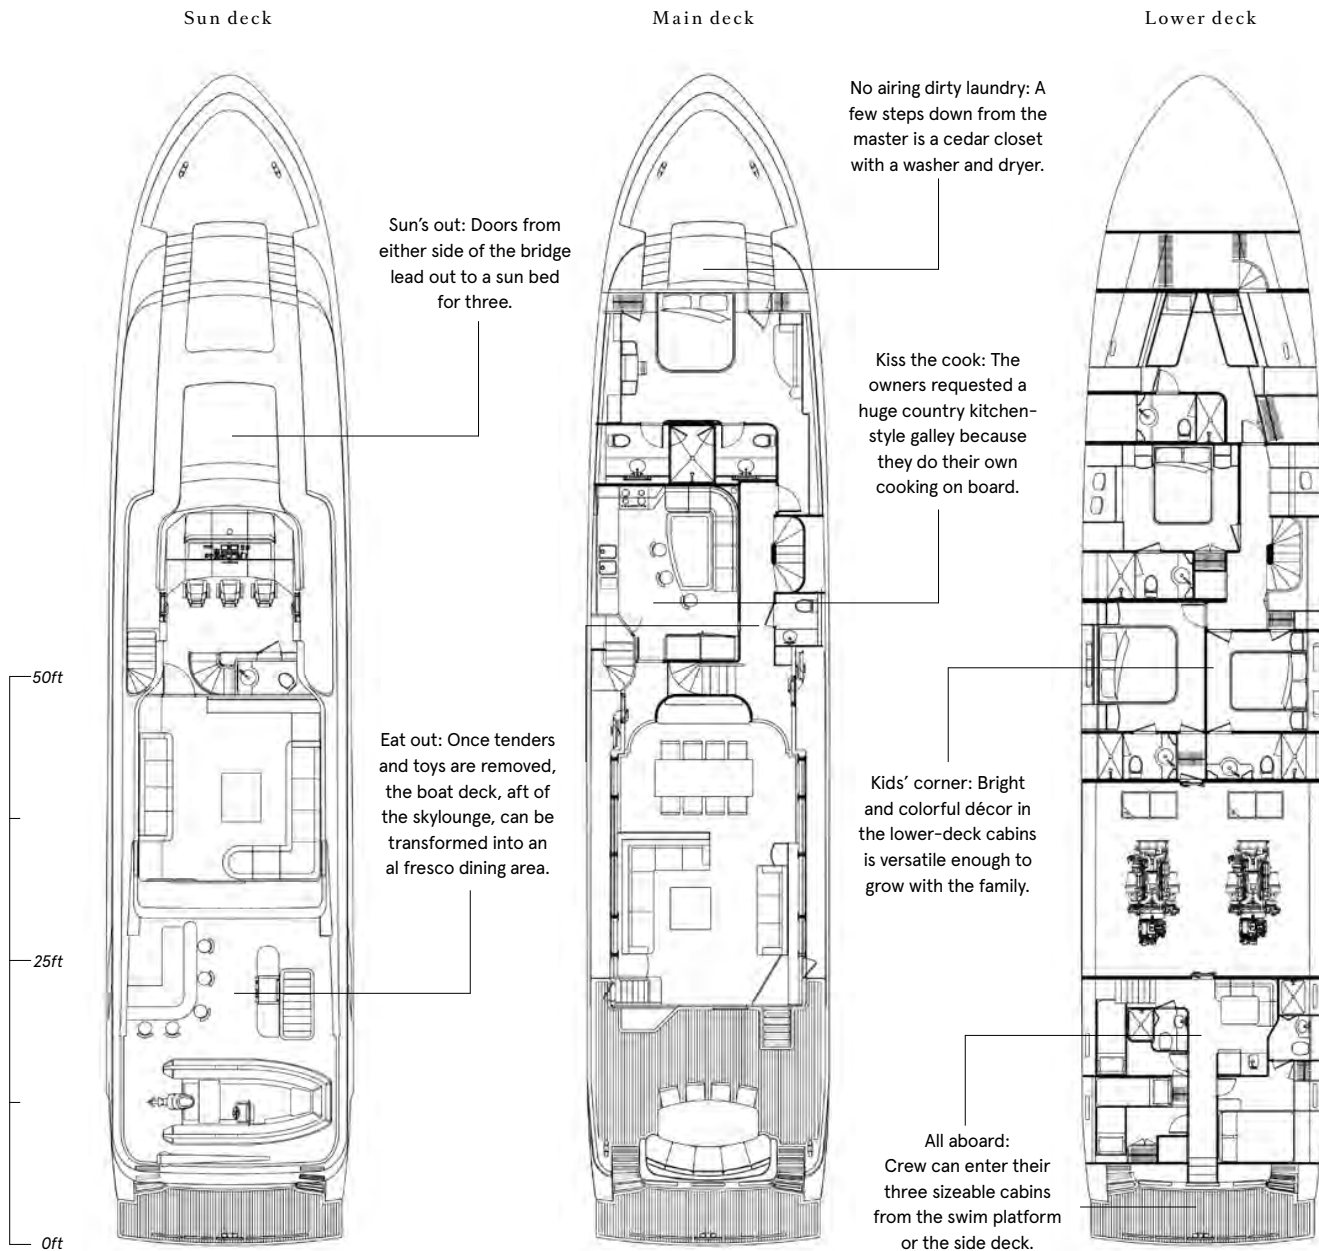 Sun deck
Main deck
Lower deck
No airing dirty laundry: A
few steps down from the
master is a cedar closet
with a washer and dryer.
Sun’s out: Doors from
either side of the bridge
lead out to a sun bed
for three.
Kiss the cook: The
owners requested a
huge country kitchen-
style galley because
they do their own
cooking on board.
50ft
Eat out: Once tenders
and toys are removed,
the boat deck, aft of
the skylounge, can be
transformed into an
al fresco dining area.
Kids’ corner: Bright
and colorful décor in
the lower-deck cabins
is versatile enough to
grow with the family.
25ft
All aboard:
Crew can enter their
three sizeable cabins
from the swim platform
or the side deck.
0ft